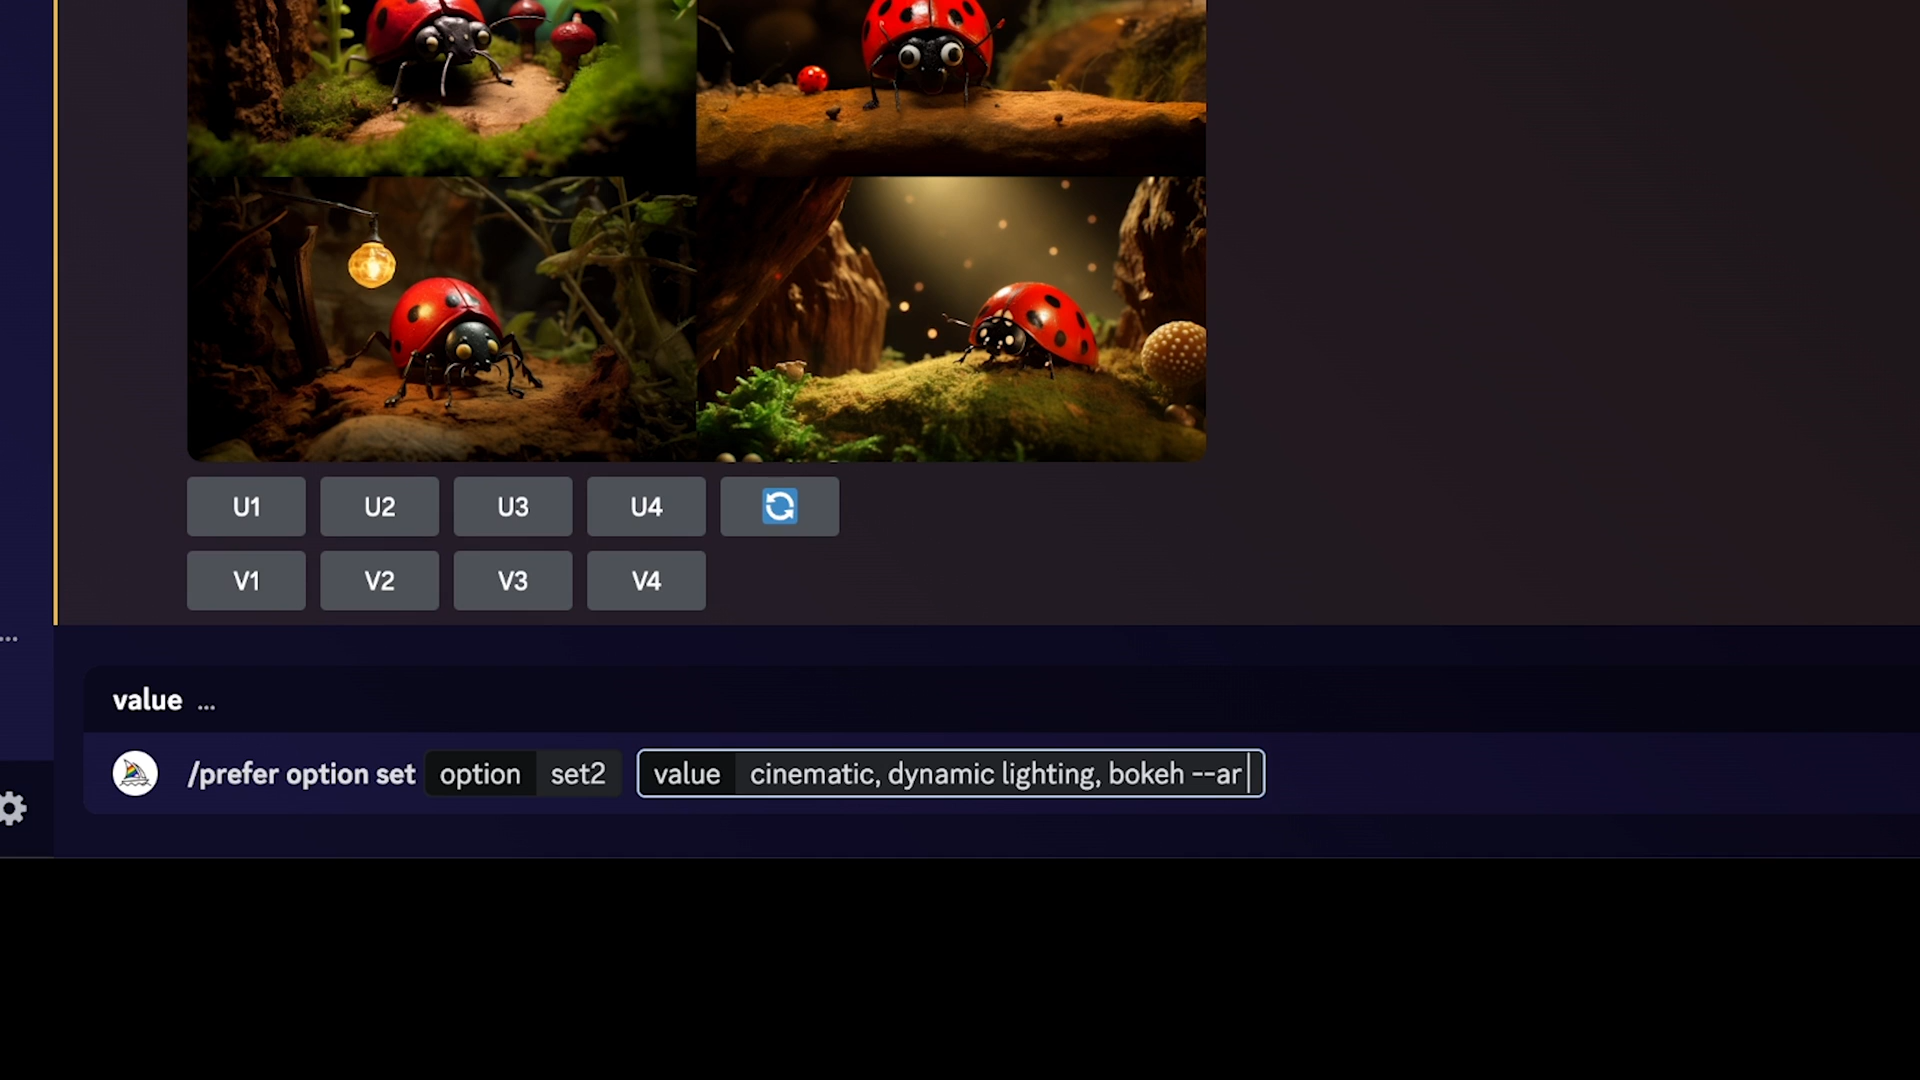 U1 U2 U3 U4
V1 V2 V3 V4
...
value ...
/prefer option set option set2 value cinematic, dynamic lighting, bokeh --ar